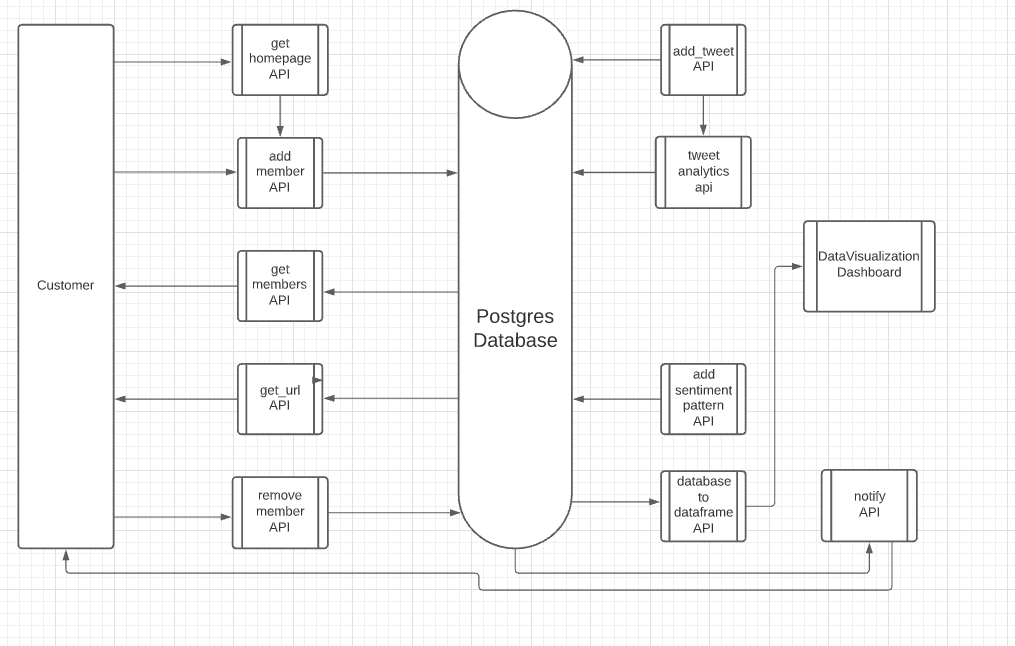 Customer
get
homepage
API
add
member
API
get
members
API
get_url
API
remove
member
API
Postgres
Database
add_tweet
API
tweet
analytics
api
add
sentiment
pattern
API
database
to
dataframe
API
DataVisualization
Dashboard
notify
API